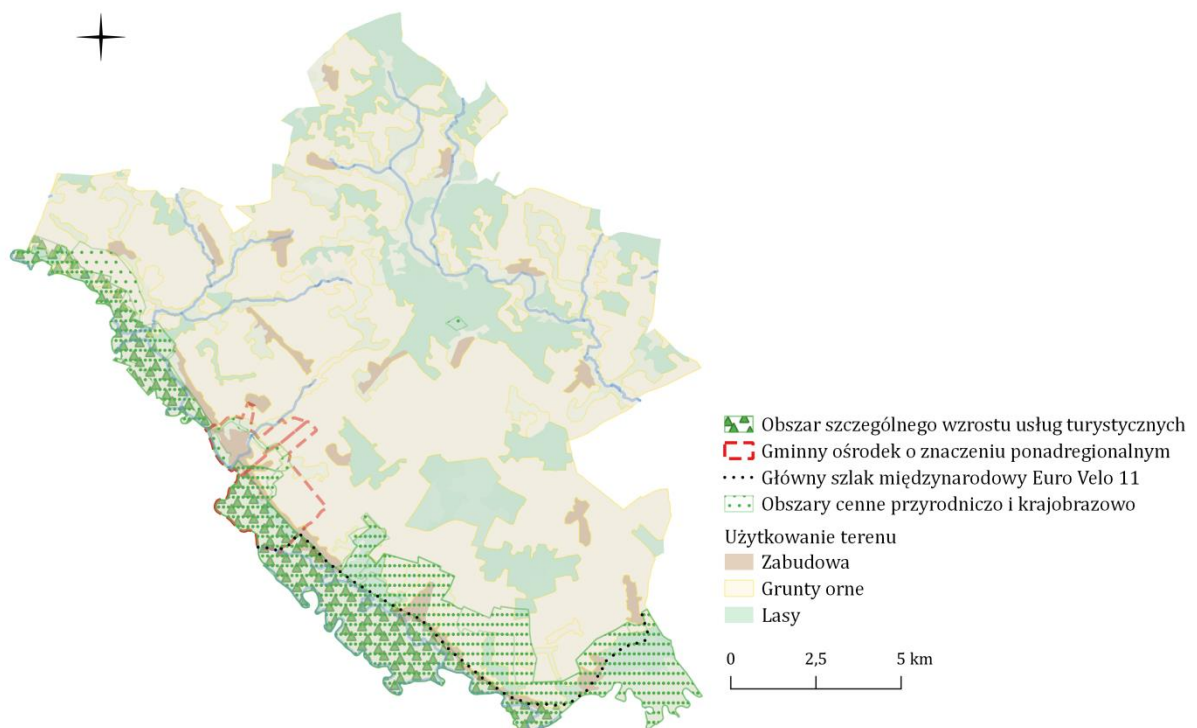 Obszar szczególnego wzrostu usług turystycznych
Gminny ośrodek o znaczeniu ponadregionalnym
Główny szlak międzynarodowy Euro Velo 11
Obszary cenne przyrodniczo i krajobrazowo
Użytkowanie terenu
Zabudowa
Grunty orne
Lasy
0 2,5 5 km